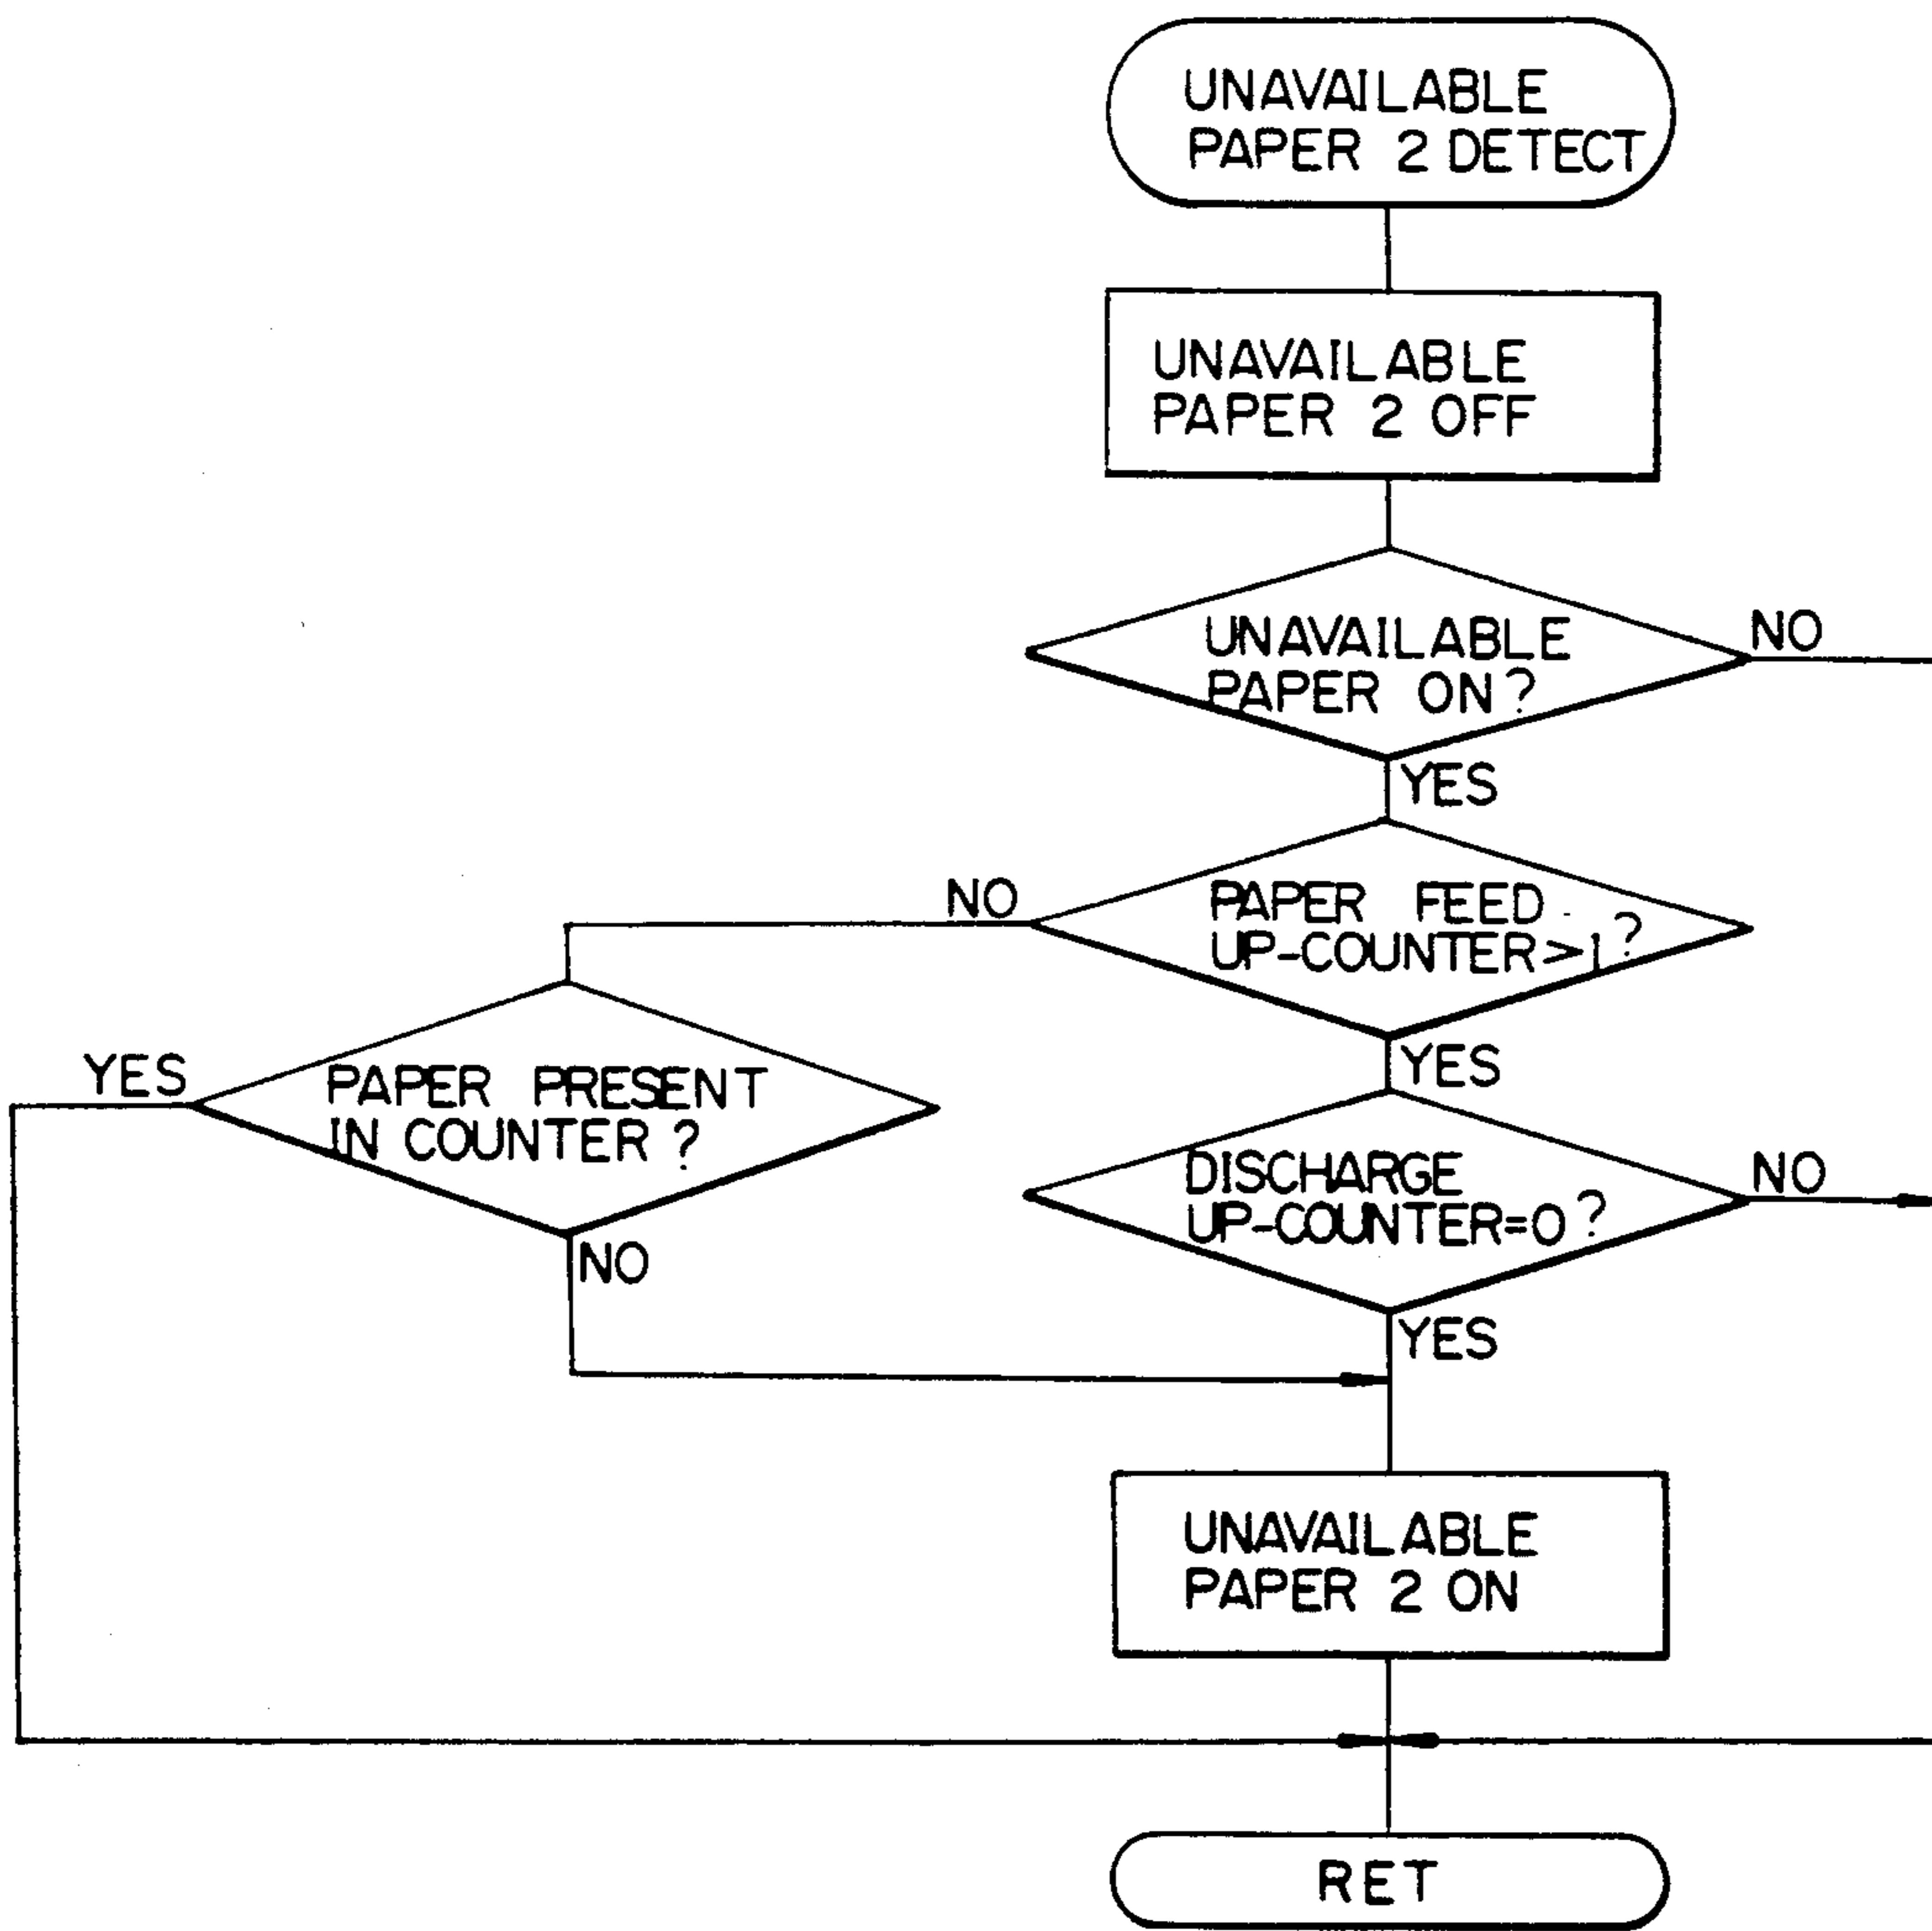 UNAVAILABLE
PAPER 2 DETECT
UNAVAILABLE
PAPER 2 OFF
UNAVAILABLE
PAPER ON?
NO
YES
PAPER FEED
UP-COUNTER>1?
NO
YES
PAPER PRESENT
IN COUNTER?
YES
NO
DISCHARGE
UP-COUNTER=0?
NO
YES
UNAVAILABLE
PAPER 2 ON
RET